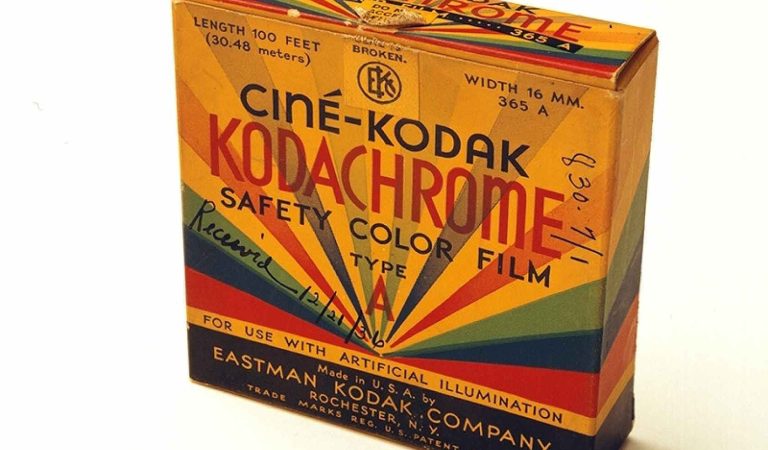 KODAK
KODACHROME
365 A
LENGTH 100 FEET
(30.48 meters)
BROKEN.
EKC
WIDTH 16 MM.
365 A
CINÉ-KODAK
KODACHROME
SAFETY COLOR FILM
TYPE
A
Received 12/21/36
FOR USE WITH ARTIFICIAL ILLUMINATION
Made in U.S.A. by
EASTMAN KODAK COMPANY
ROCHESTER, N.Y.
TRADE MARKS REG. U.S. PATENT